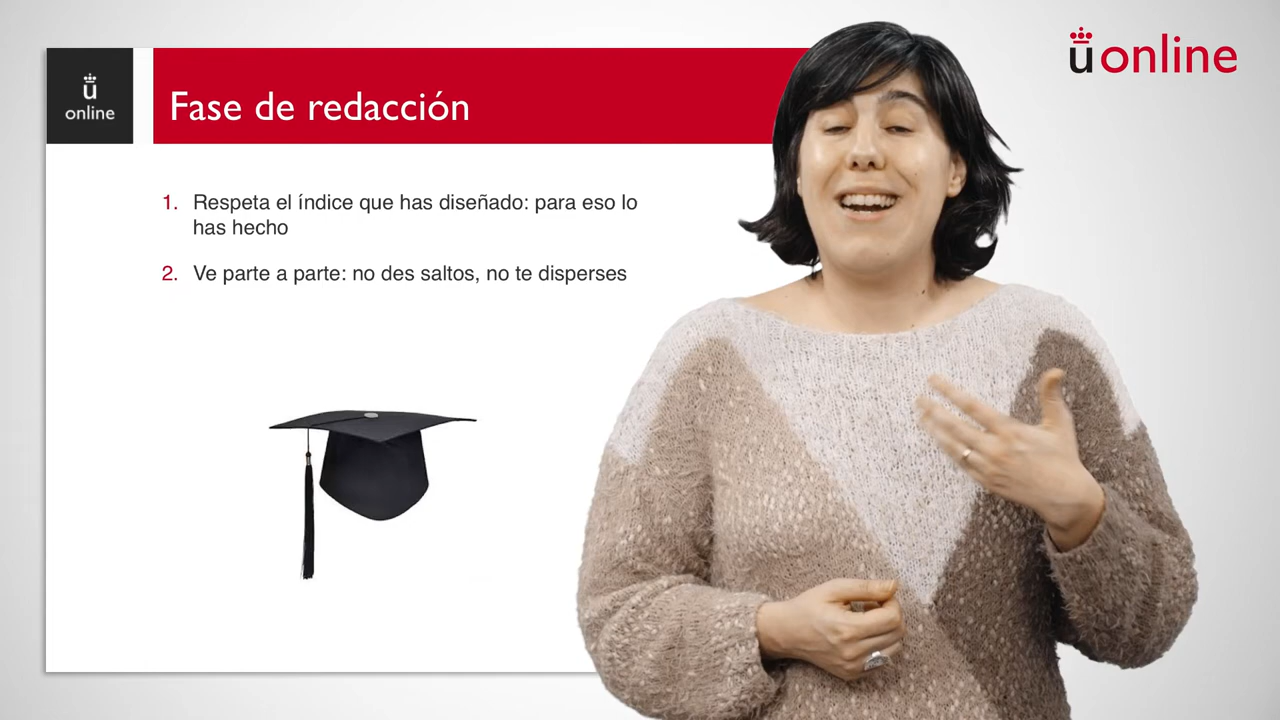 ū online
ū
online
Fase de redacción
1. Respeta el índice que has diseñado: para eso lo
has hecho
2. Ve parte a parte: no des saltos, no te disperses